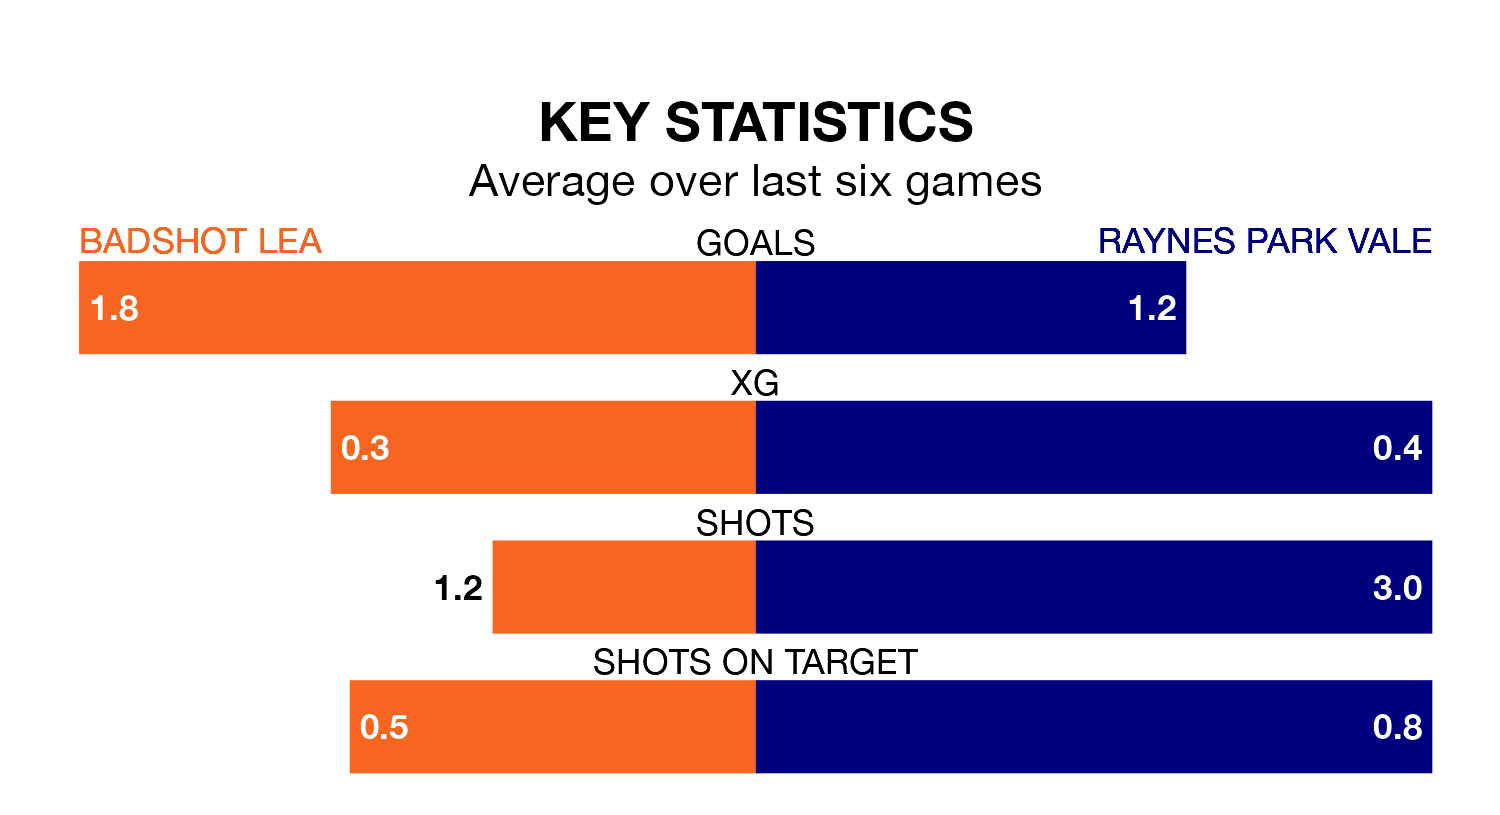 KEY STATISTICS
Average over last six games
BADSHOT LEA GOALS RAYNES PARK VALE
1.8 1.2
XG
0.3 0.4
SHOTS
1.2 3.0
SHOTS ON TARGET
0.5 0.8